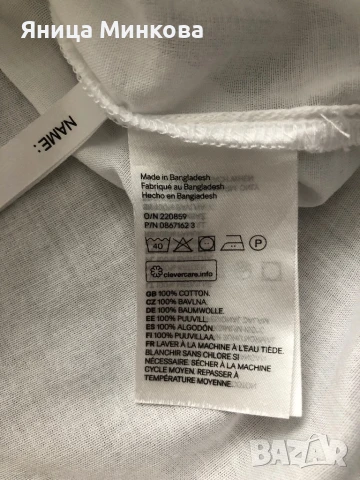 Яница Минкова
NAME:
Made in Bangladesh
Fabriqué au Bangladesh
Hecho en Bangladesh
O/N 220859
P/N 0867162 3
40 P
clevercare.info
GB 100% COTTON.
CZ 100% BAVLNA.
DE 100% BAUMWOLLE.
EE 100% PUUVILL.
ES 100% ALGODÓN.
FI 100% PUUVILLAA.
FR LAVER À LA MACHINE À L'EAU TIÈDE.
BLANCHIR SANS CHLORE SI
NÉCESSAIRE. SÉCHER À LA MACHINE
CYCLE MOYEN. REPASSER À
TEMPÉRATURE MOYENNE.
BAZAR